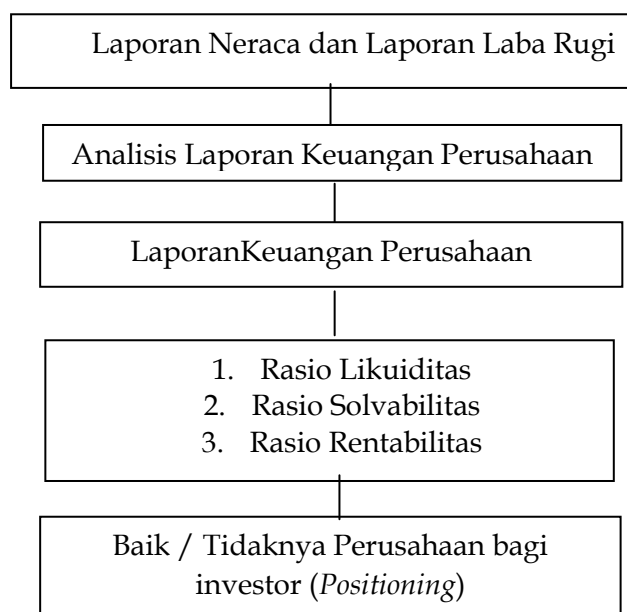 Laporan Neraca dan Laporan Laba Rugi
Analisis Laporan Keuangan Perusahaan
LaporanKeuangan Perusahaan
1. Rasio Likuiditas
2. Rasio Solvabilitas
3. Rasio Rentabilitas
Baik / Tidaknya Perusahaan bagi
investor (Positioning)